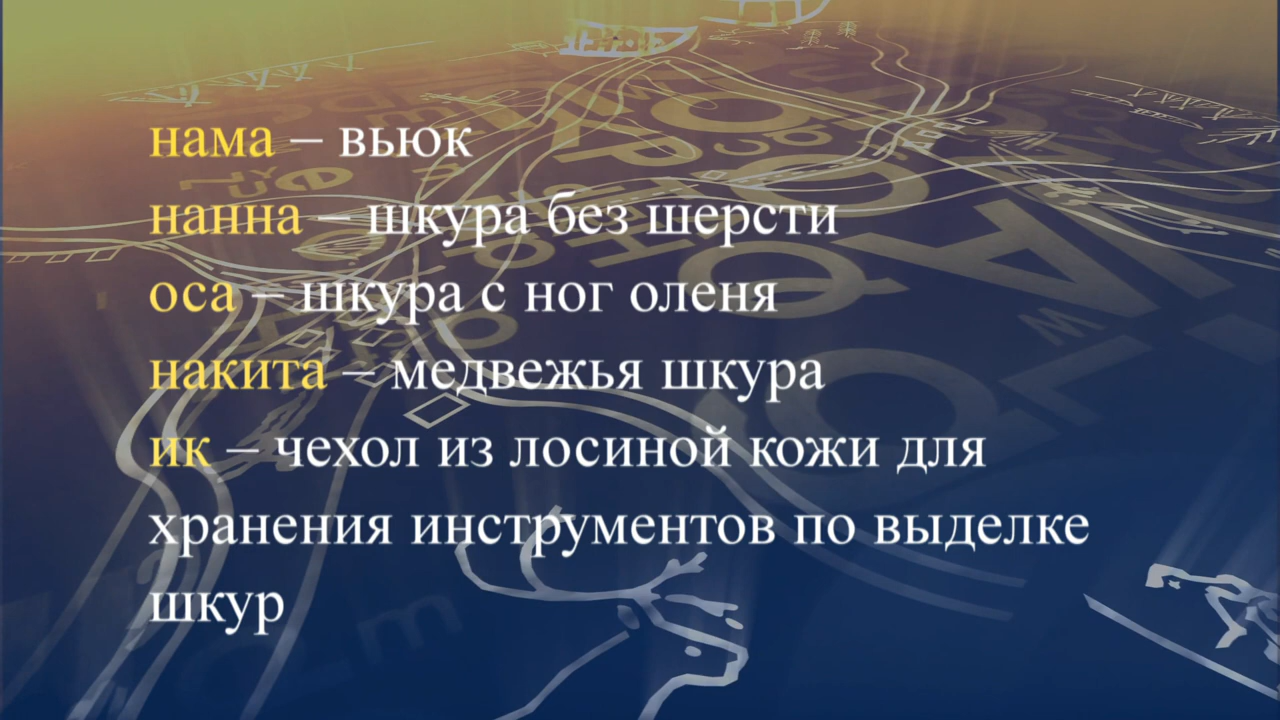 нама – вьюк
нанна – шкура без шерсти
оса – шкура с ног оленя
накита – медвежья шкура
ик – чехол из лосиной кожи для
хранения инструментов по выделке
шкур